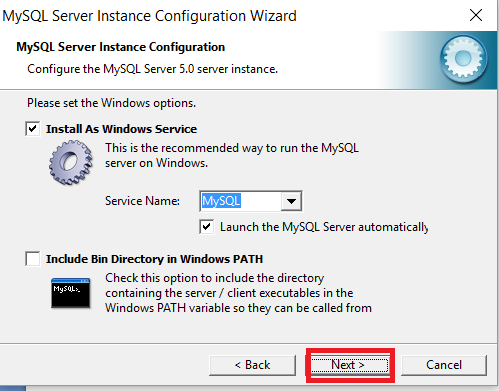 MySQL Server Instance Configuration Wizard
MySQL Server Instance Configuration
Configure the MySQL Server 5.0 server instance.
Please set the Windows options.
Install As Windows Service
This is the recommended way to run the MySQL
server on Windows.
Service Name: MySQL
Launch the MySQL Server automatically
Include Bin Directory in Windows PATH
Check this option to include the directory
containing the server / client executables in the
Windows PATH variable so they can be called from
MySQL>_
< Back Next > Cancel